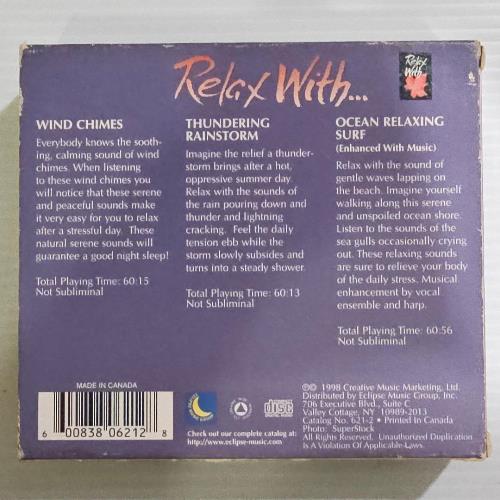 Relax With...
Relax
With...
WIND CHIMES
Everybody knows the sooth-
ing, calming sound of wind
chimes. When listening
to these wind chimes you
will notice that these serene
and peaceful sounds make
it very easy for you to relax
after a stressful day. These
natural serene sounds will
guarantee a good night sleep!
Total Playing Time: 60:15
Not Subliminal
THUNDERING
RAINSTORM
Imagine the relief a thunder-
storm brings after a hot,
oppressive summer day.
Relax with the sounds of
the rain pouring down and
thunder and lightning
cracking. Feel the daily
tension ebb while the
storm slowly subsides and
turns into a steady shower.
Total Playing Time: 60:13
Not Subliminal
OCEAN RELAXING
SURF
(Enhanced With Music)
Relax with the sound of
gentle waves lapping on
the beach. Imagine yourself
walking along this serene
and unspoiled ocean shore.
Listen to the sounds of the
sea gulls occasionally crying
out. These relaxing sounds
are sure to relieve your body
of the daily stress. Musical
enhancement by vocal
ensemble and harp.
Total Playing Time: 60:56
Not Subliminal
MADE IN CANADA
6 00838 06212 8
COMPACT
disc
DIGITAL AUDIO
Check out our complete catalog at:
http://www.eclipse-music.com
℗© 1998 Creative Music Marketing, Ltd.
Distributed by Eclipse Music Group, Inc.
706 Executive Blvd., Suite C
Valley Cottage, NY 10989-2013
Catalog No. 621-2 • Printed in Canada
Photo: SuperStock
All Rights Reserved. Unauthorized Duplication
Is A Violation Of Applicable Laws.